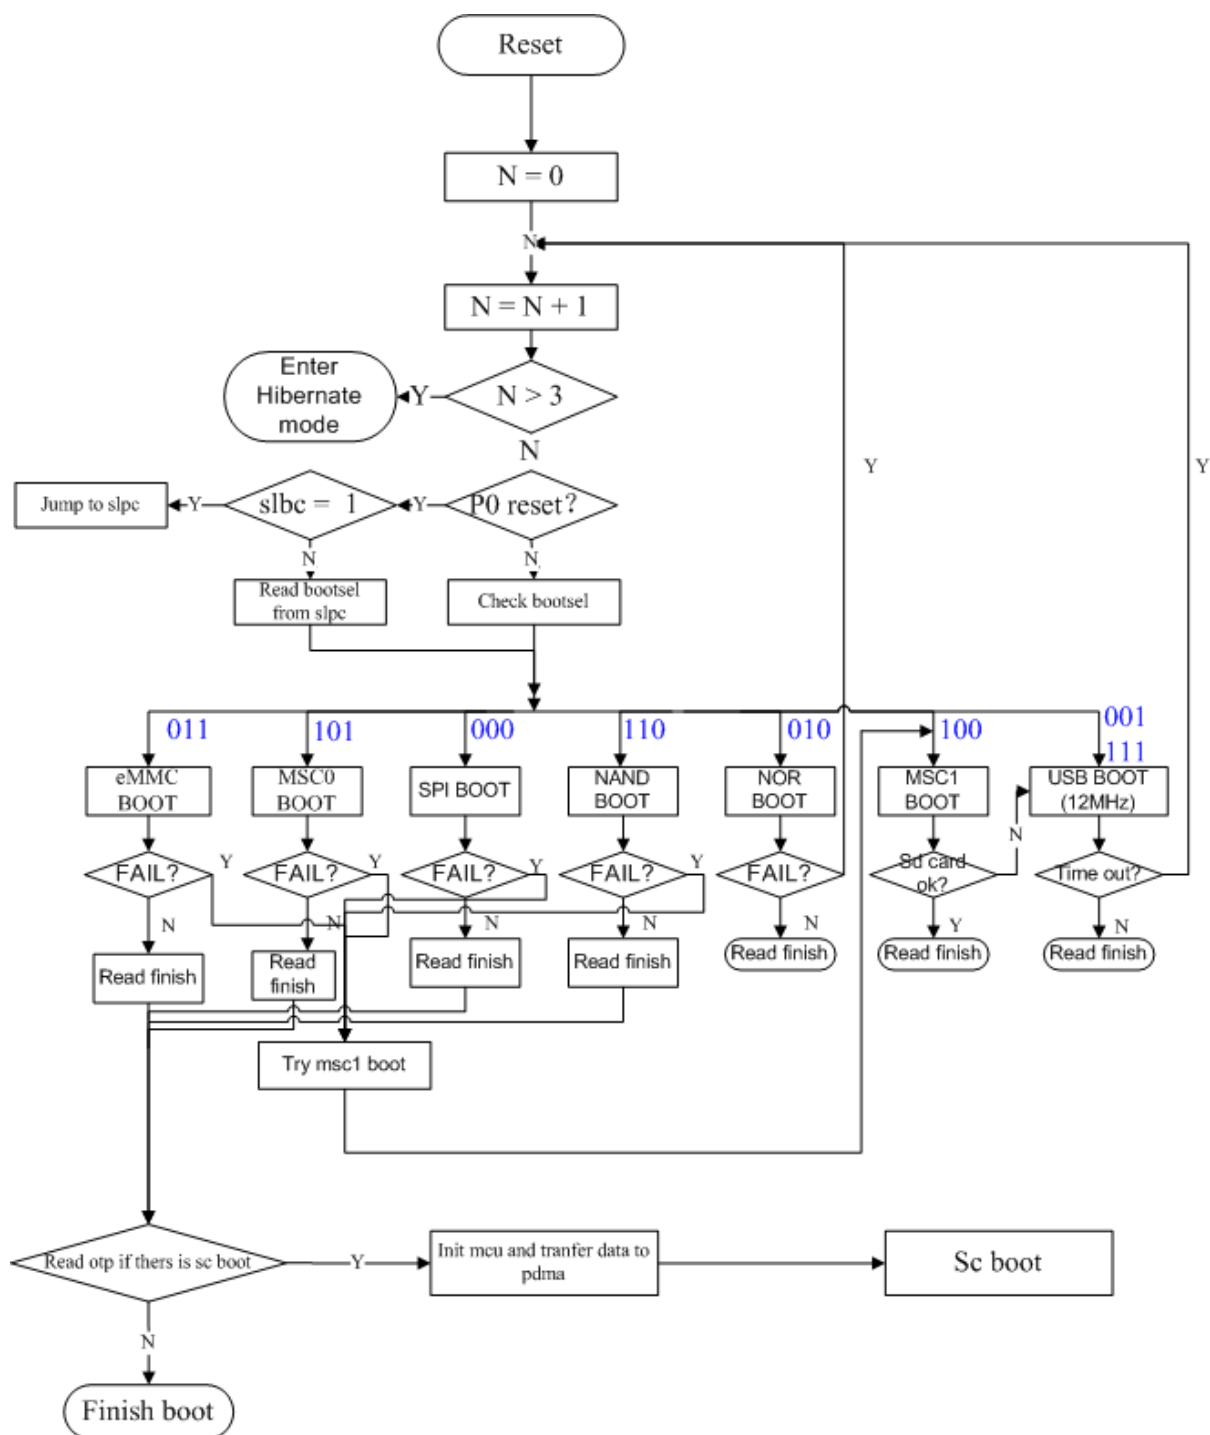 Reset
N = 0
N
N = N + 1
Enter
Hibernate
mode
Y
N > 3
N
Y
Y
Jump to slpc
Y
slbc = 1
Y
P0 reset?
N
N
Read bootsel
from slpc
Check bootsel
011
101
000
110
010
100
001
111
eMMC
BOOT
MSC0
BOOT
SPI BOOT
NAND
BOOT
NOR
BOOT
MSC1
BOOT
USB BOOT
(12MHz)
N
FAIL?
Y
FAIL?
Y
FAIL?
Y
FAIL?
Y
FAIL?
Sd card
ok?
Time out?
N
N
N
N
N
Y
N
Read finish
Read
finish
Read finish
Read finish
Read finish
Read finish
Read finish
Try msc1 boot
Read otp if thers is sc boot
Y
Init mcu and tranfer data to
pdma
Sc boot
N
Finish boot